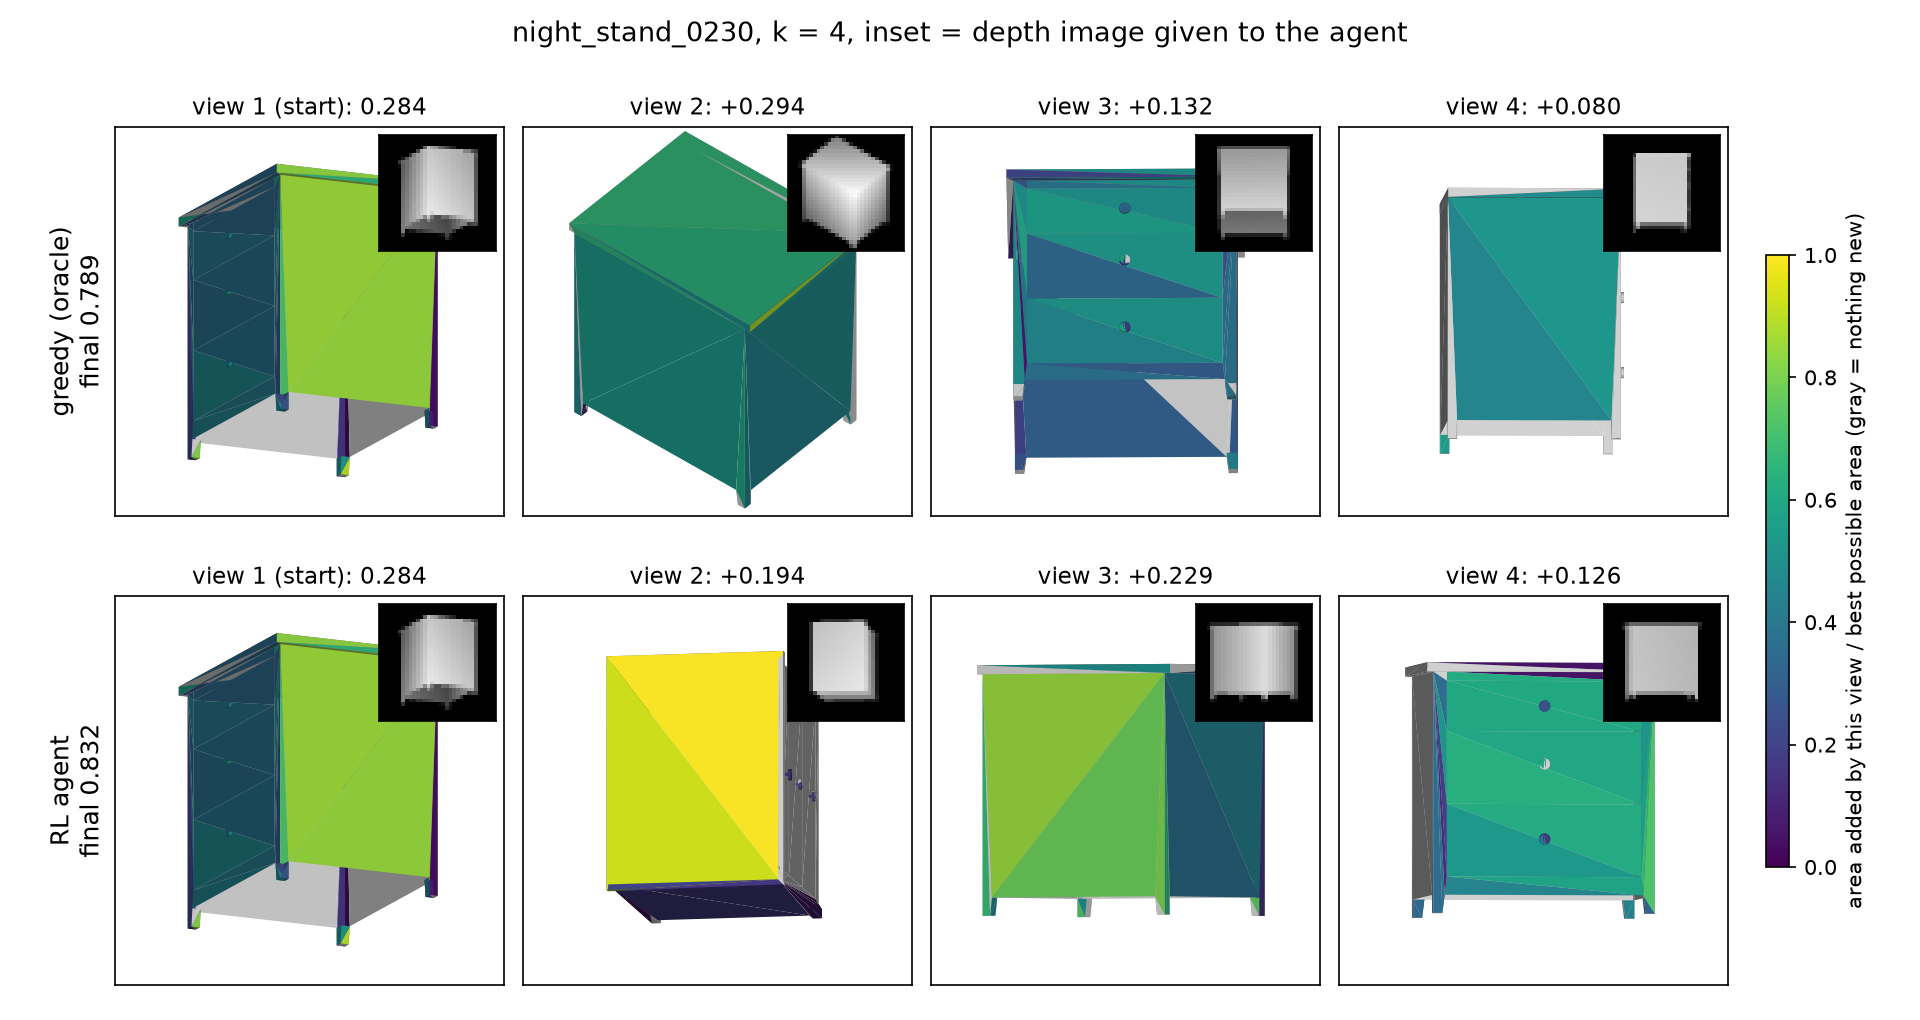 night_stand_0230, k = 4, inset = depth image given to the agent
view 1 (start): 0.284
view 2: +0.294
view 3: +0.132
view 4: +0.080
greedy (oracle)
final 0.789
view 1 (start): 0.284
view 2: +0.194
view 3: +0.229
view 4: +0.126
RL agent
final 0.832
1.0
0.8
0.6
0.4
0.2
0.0
area added by this view / best possible area (gray = nothing new)